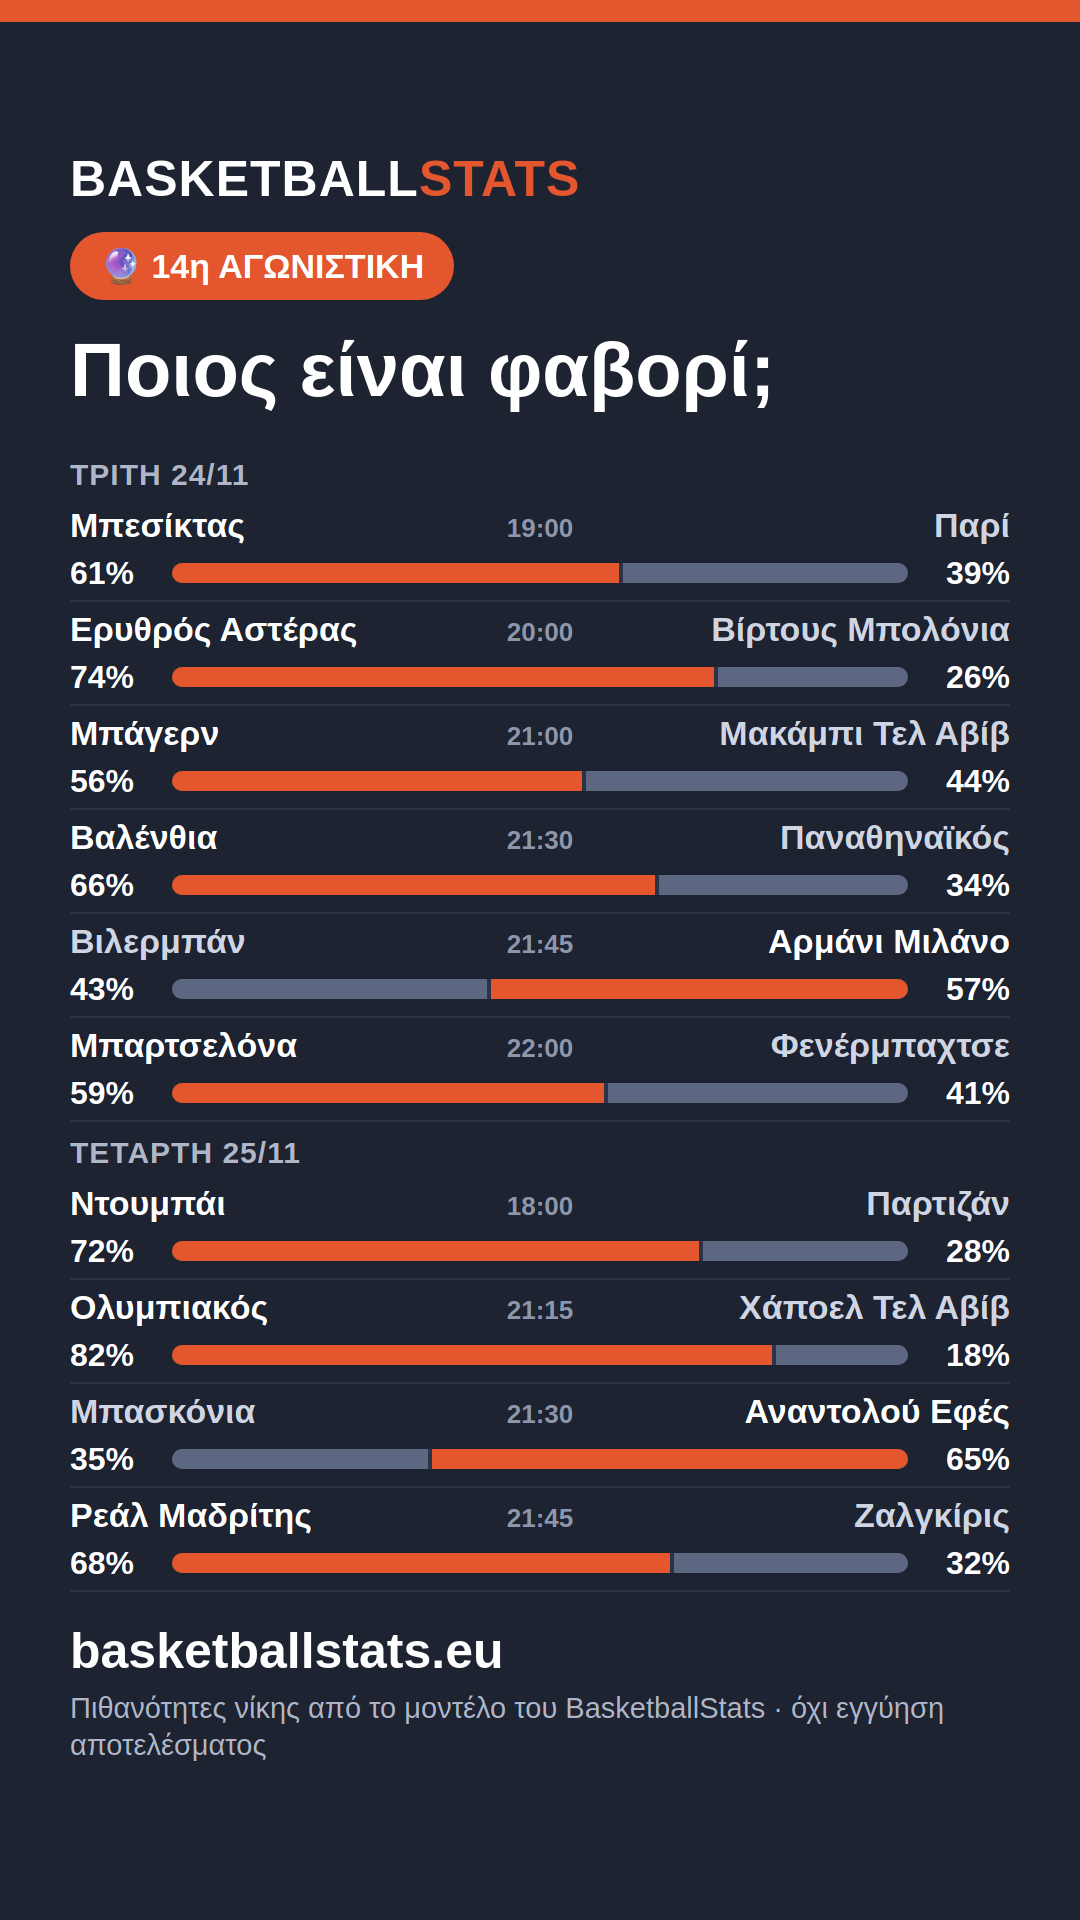 BASKETBALLSTATS
🔮 14η ΑΓΩΝΙΣΤΙΚΗ
Ποιος είναι φαβορί;
ΤΡΙΤΗ 24/11
Μπεσίκτας 19:00 Παρί
61% 39%
Ερυθρός Αστέρας 20:00 Βίρτους Μπολόνια
74% 26%
Μπάγερν 21:00 Μακάμπι Τελ Αβίβ
56% 44%
Βαλένθια 21:30 Παναθηναϊκός
66% 34%
Βιλερμπάν 21:45 Αρμάνι Μιλάνο
43% 57%
Μπαρτσελόνα 22:00 Φενέρμπαχτσε
59% 41%
ΤΕΤΑΡΤΗ 25/11
Ντουμπάι 18:00 Παρτιζάν
72% 28%
Ολυμπιακός 21:15 Χάποελ Τελ Αβίβ
82% 18%
Μπασκόνια 21:30 Αναντολού Εφές
35% 65%
Ρεάλ Μαδρίτης 21:45 Ζαλγκίρις
68% 32%
basketballstats.eu
Πιθανότητες νίκης από το μοντέλο του BasketballStats · όχι εγγύηση
αποτελέσματος